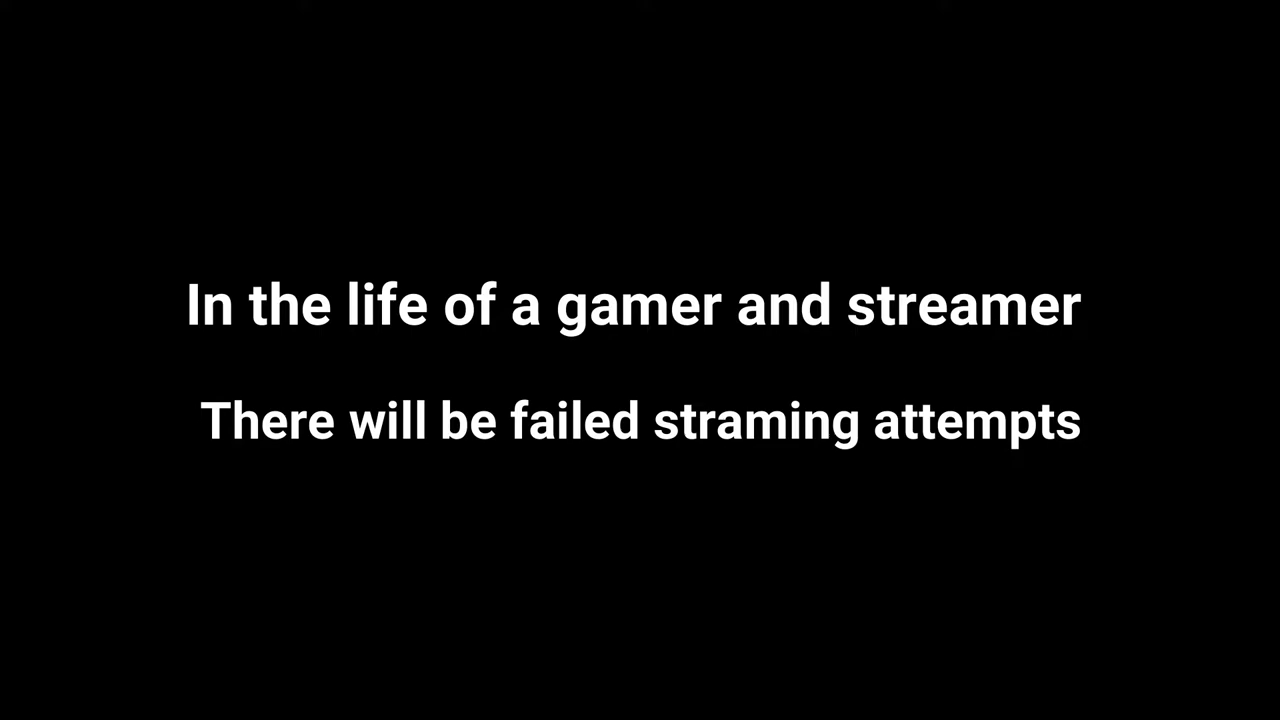 In the life of a gamer and streamer
There will be failed straming attempts